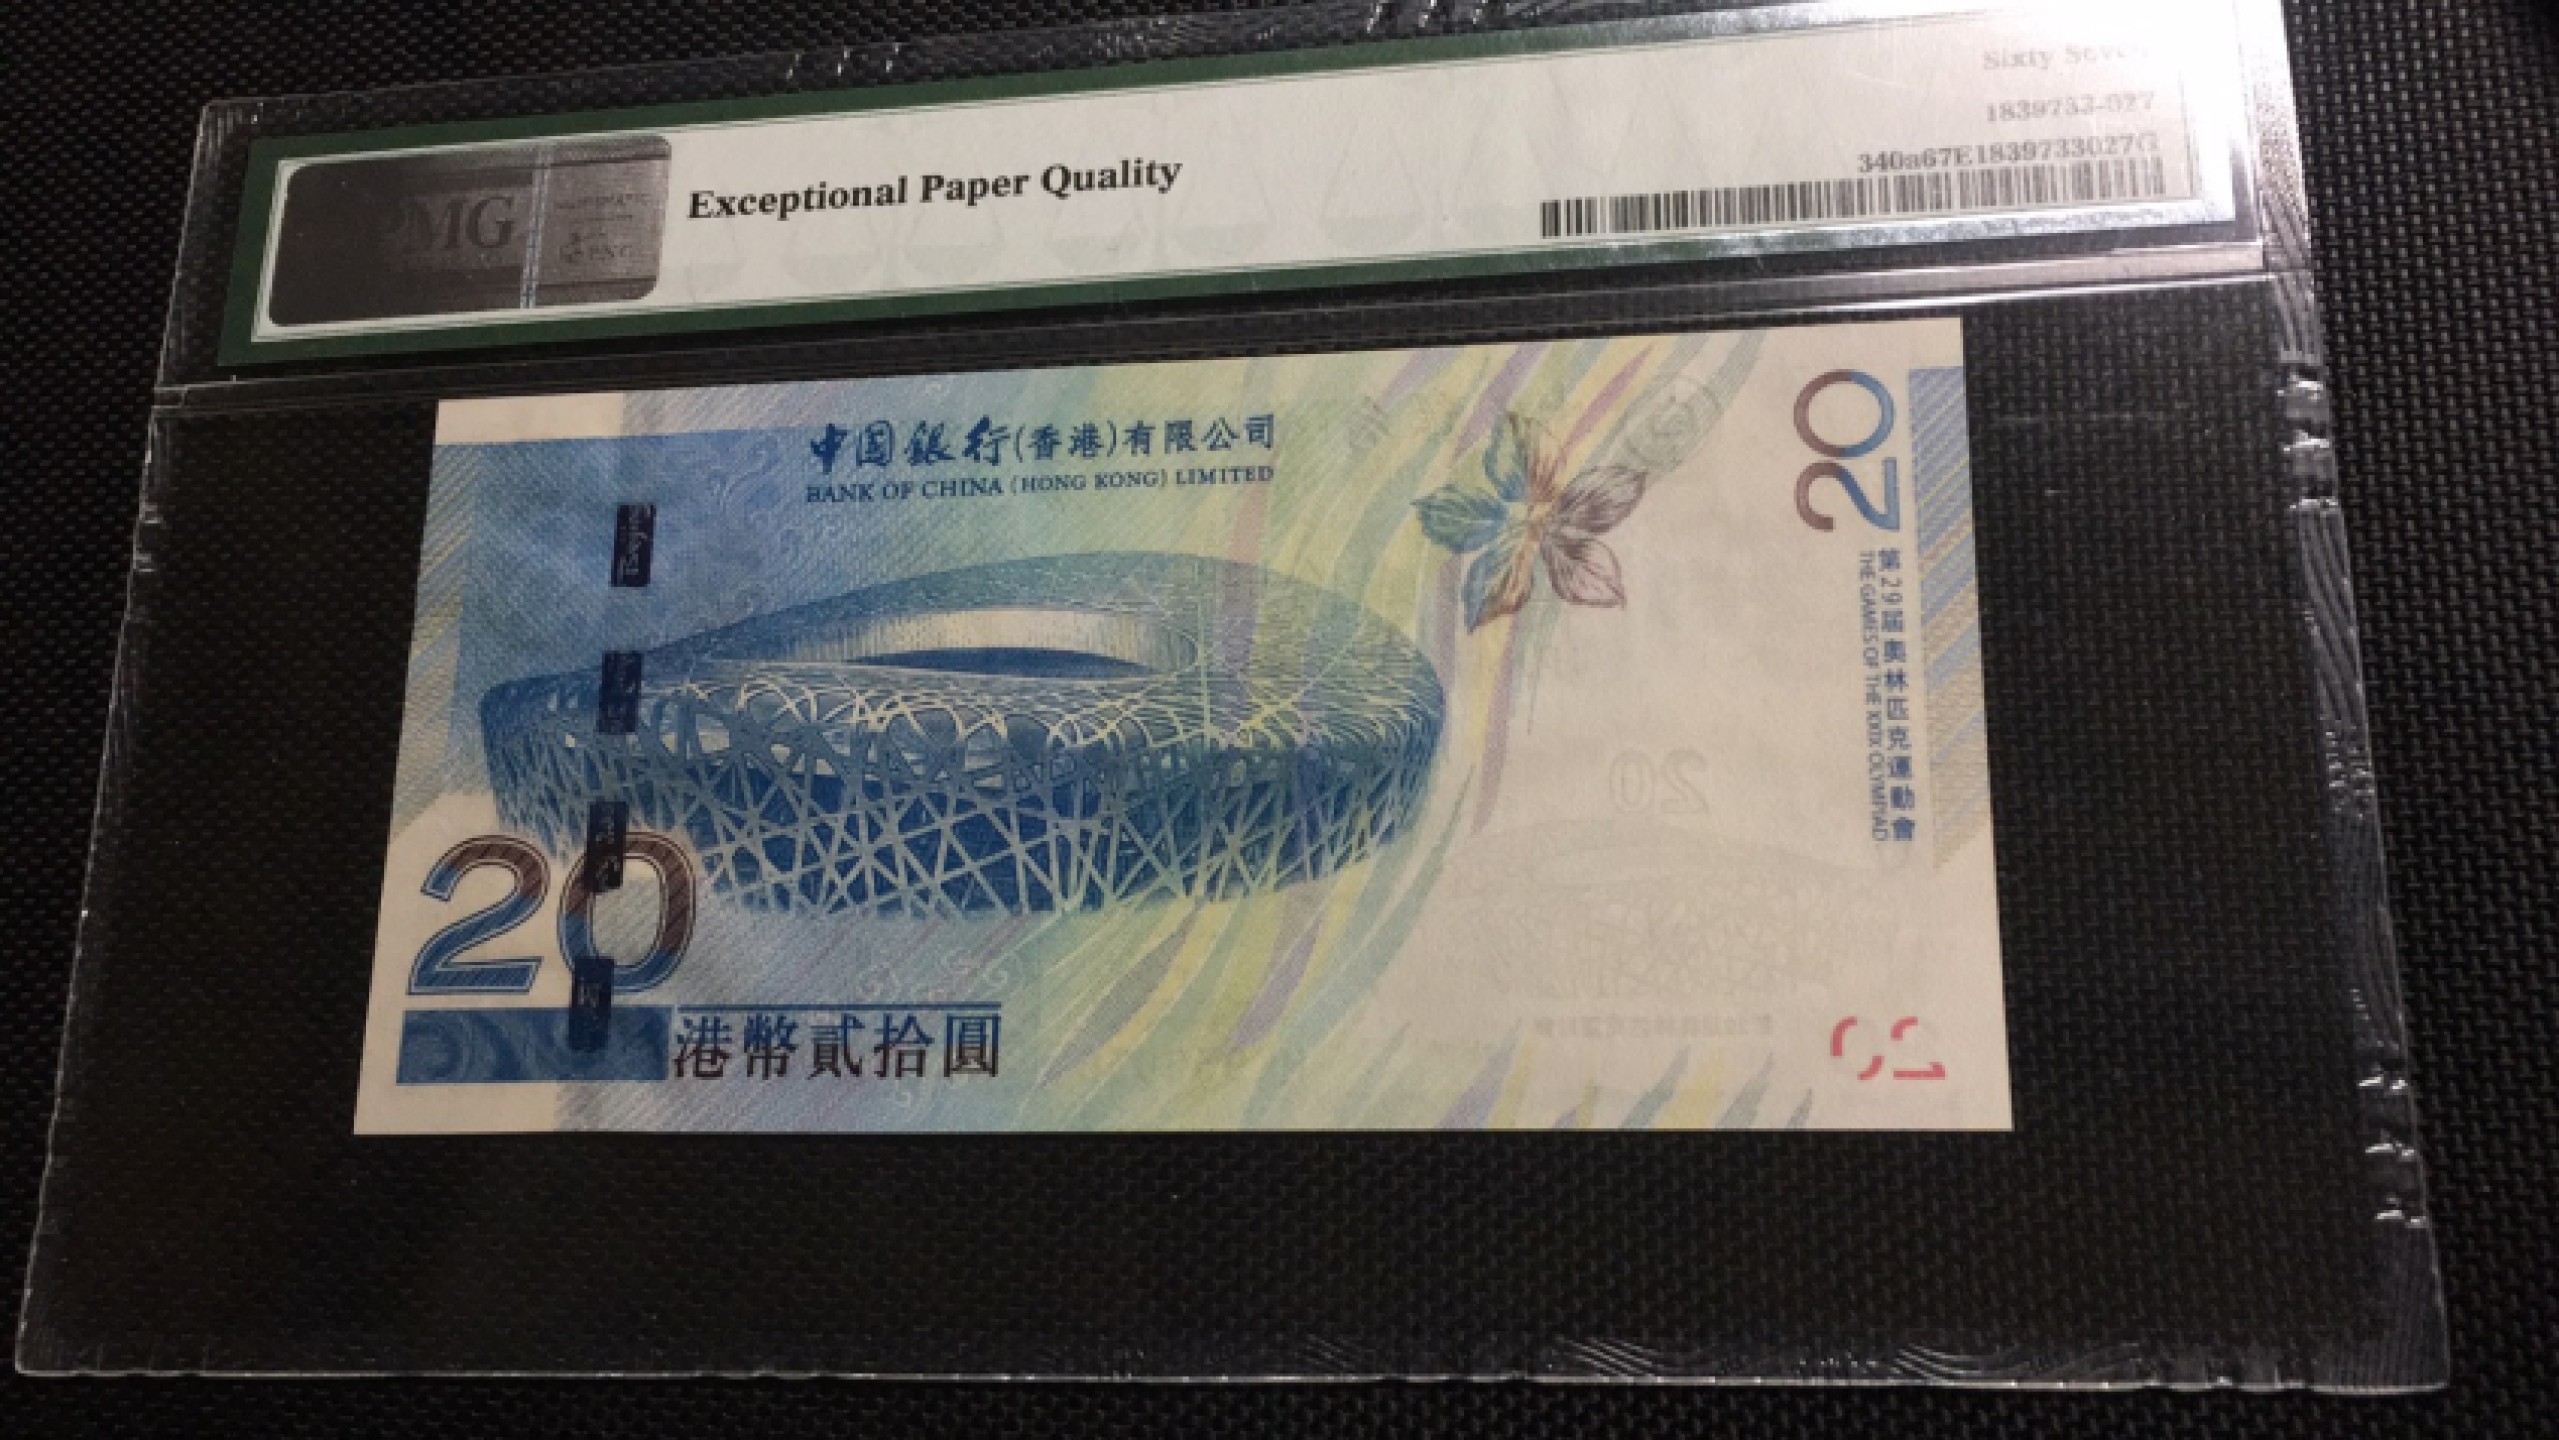 Sixty Seven
1839733-027
340a67E1839733027G
PMG
Exceptional Paper Quality
中国銀行(香港)有限公司
BANK OF CHINA (HONG KONG) LIMITED
20
第29屆奧林匹克運動會
THE GAMES OF THE XXIX OLYMPIAD
20
20
港幣貳拾圓